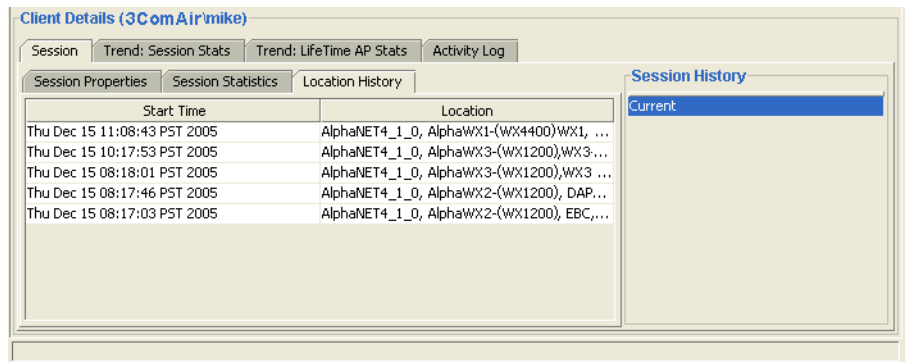 Client Details (3ComAir\mike)
Session Trend: Session Stats Trend: LifeTime AP Stats Activity Log
Session Properties Session Statistics Location History
Session History
Start Time Location
Current
Thu Dec 15 11:08:43 PST 2005 AlphaNET4_1_0, AlphaWX1-(WX4400)WX1, ...
Thu Dec 15 10:17:53 PST 2005 AlphaNET4_1_0, AlphaWX3-(WX1200),WX3-...
Thu Dec 15 08:18:01 PST 2005 AlphaNET4_1_0, AlphaWX3-(WX1200),WX3 ...
Thu Dec 15 08:17:46 PST 2005 AlphaNET4_1_0, AlphaWX2-(WX1200), DAP...
Thu Dec 15 08:17:03 PST 2005 AlphaNET4_1_0, AlphaWX2-(WX1200), EBC,...